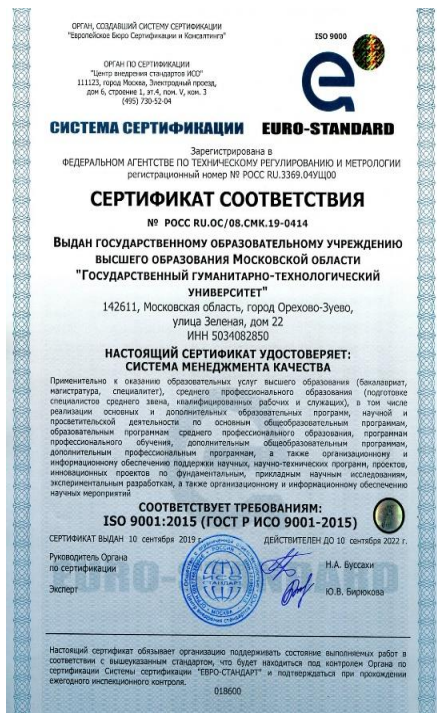 ОРГАН, СОЗДАВШИЙ СИСТЕМУ СЕРТИФИКАЦИИ
"Европейское Бюро Сертификации и Консалтинга"
ОРГАН ПО СЕРТИФИКАЦИИ
"Центр внедрения стандартов ИСО"
111123, город Москва, Электродный проезд,
дом 6, строение 1, эт.4, пом. V, ком. 3
(495) 730-52-04
ISO 9000
СИСТЕМА СЕРТИФИКАЦИИ EURO-STANDARD
Зарегистрирована в
ФЕДЕРАЛЬНОМ АГЕНТСТВЕ ПО ТЕХНИЧЕСКОМУ РЕГУЛИРОВАНИЮ И МЕТРОЛОГИИ
регистрационный номер № РОСС RU.3369.04УЩ00
СЕРТИФИКАТ СООТВЕТСТВИЯ
№ РОСС RU.ОС/08.СМК.19-0414
ВЫДАН ГОСУДАРСТВЕННОМУ ОБРАЗОВАТЕЛЬНОМУ УЧРЕЖДЕНИЮ
ВЫСШЕГО ОБРАЗОВАНИЯ МОСКОВСКОЙ ОБЛАСТИ
"ГОСУДАРСТВЕННЫЙ ГУМАНИТАРНО-ТЕХНОЛОГИЧЕСКИЙ
УНИВЕРСИТЕТ"
142611, Московская область, город Орехово-Зуево,
улица Зеленая, дом 22
ИНН 5034082850
НАСТОЯЩИЙ СЕРТИФИКАТ УДОСТОВЕРЯЕТ:
СИСТЕМА МЕНЕДЖМЕНТА КАЧЕСТВА
Применительно к оказанию образовательных услуг высшего образования (бакалавриат,
магистратура, специалитет), среднего профессионального образования (подготовке
специалистов среднего звена, квалифицированных рабочих и служащих), в том числе
реализации основных и дополнительных образовательных программ, научной и
просветительской деятельности по основным общеобразовательным программам,
образовательным программам среднего профессионального образования, программам
профессионального обучения, дополнительным общеобразовательным программам,
дополнительным профессиональным программам, а также организационному и
информационному обеспечению поддержки научных, научно-технических программ, проектов,
инновационных проектов по фундаментальным, прикладным научным исследованиям,
экспериментальным разработкам, а также организационному и информационному обеспечению
научных мероприятий
СООТВЕТСТВУЕТ ТРЕБОВАНИЯМ:
ISO 9001:2015 (ГОСТ Р ИСО 9001-2015)
СЕРТИФИКАТ ВЫДАН 10 сентября 2019 г. ДЕЙСТВИТЕЛЕН ДО 10 сентября 2022 г.
Руководитель Органа
по сертификации
Н.А. Буссахи
Эксперт
Ю.В. Бирюкова
EURO-STANDARD
Настоящий сертификат обязывает организацию поддерживать состояние выполняемых работ в
соответствии с вышеуказанным стандартом, что будет находиться под контролем Органа по
сертификации Системы сертификации "ЕВРО-СТАНДАРТ" и подтверждаться при прохождении
ежегодного инспекционного контроля.
018600